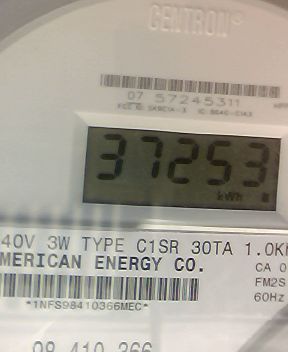 CENTRON®
07 57245311
37253
kWh
40V 3W TYPE C1SR 30TA 1.0K
MERICAN ENERGY CO. CA 0
FM2S
60Hz
*1NFS98410366MEC*
98 410 366